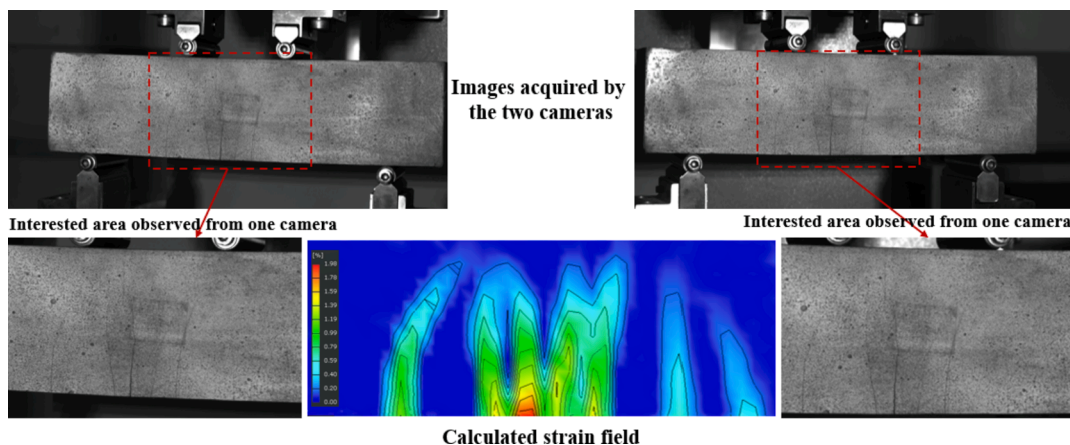 Images acquired by
the two cameras
Interested area observed from one camera
Interested area observed from one camera
[%]
1.98
1.79
1.59
1.39
1.19
0.99
0.79
0.60
0.40
0.20
0.00
Calculated strain field